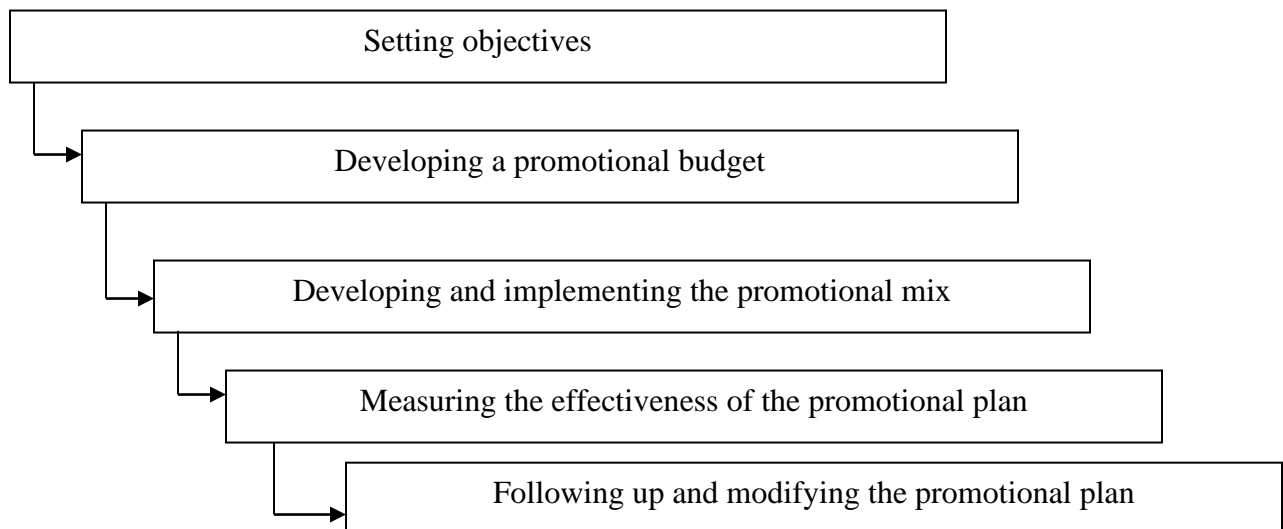 Setting objectives
Developing a promotional budget
Developing and implementing the promotional mix
Measuring the effectiveness of the promotional plan
Following up and modifying the promotional plan